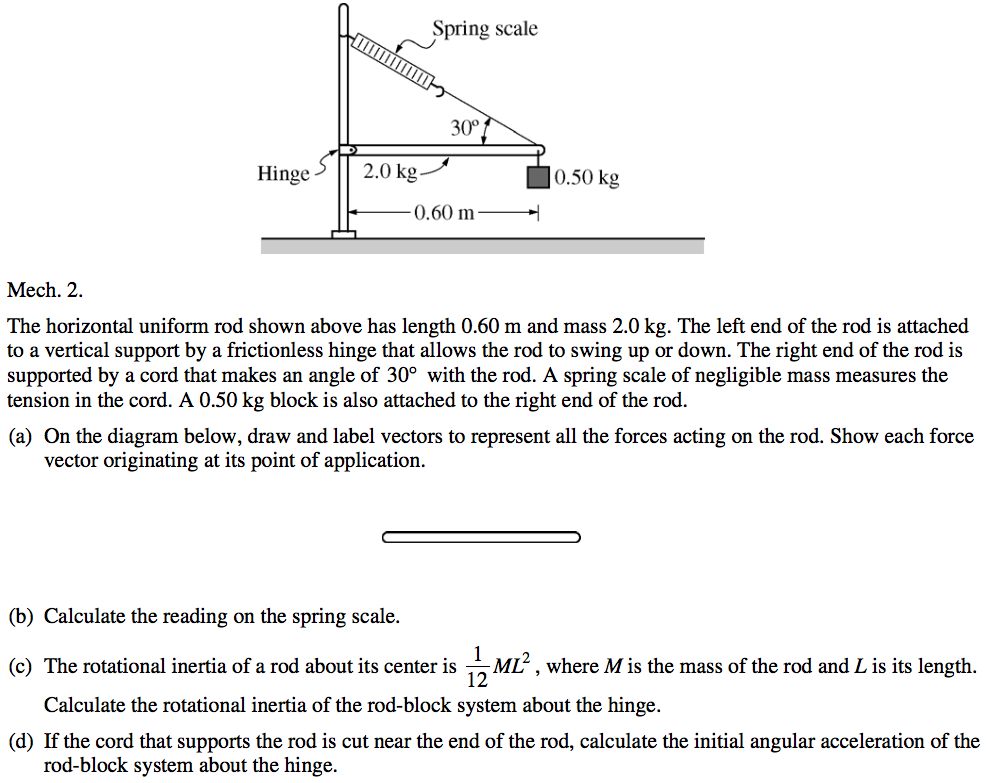 Spring scale
30°
Hinge
2.0 kg
0.50 kg
0.60 m
Mech. 2.
The horizontal uniform rod shown above has length 0.60 m and mass 2.0 kg. The left end of the rod is attached
to a vertical support by a frictionless hinge that allows the rod to swing up or down. The right end of the rod is
supported by a cord that makes an angle of 30° with the rod. A spring scale of negligible mass measures the
tension in the cord. A 0.50 kg block is also attached to the right end of the rod.
(a) On the diagram below, draw and label vectors to represent all the forces acting on the rod. Show each force
vector originating at its point of application.
(b) Calculate the reading on the spring scale.
(c) The rotational inertia of a rod about its center is 1/12 ML², where M is the mass of the rod and L is its length.
Calculate the rotational inertia of the rod-block system about the hinge.
(d) If the cord that supports the rod is cut near the end of the rod, calculate the initial angular acceleration of the
rod-block system about the hinge.